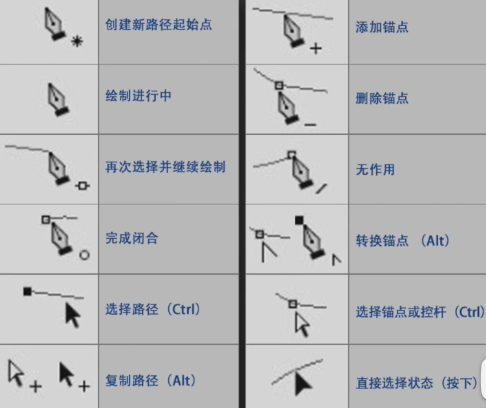 创建新路径起始点
添加锚点
绘制进行中
删除锚点
再次选择并继续绘制
无作用
完成闭合
转换锚点 （Alt）
选择路径（Ctrl）
选择锚点或控杆（Ctrl）
复制路径（Alt）
直接选择状态（按下）